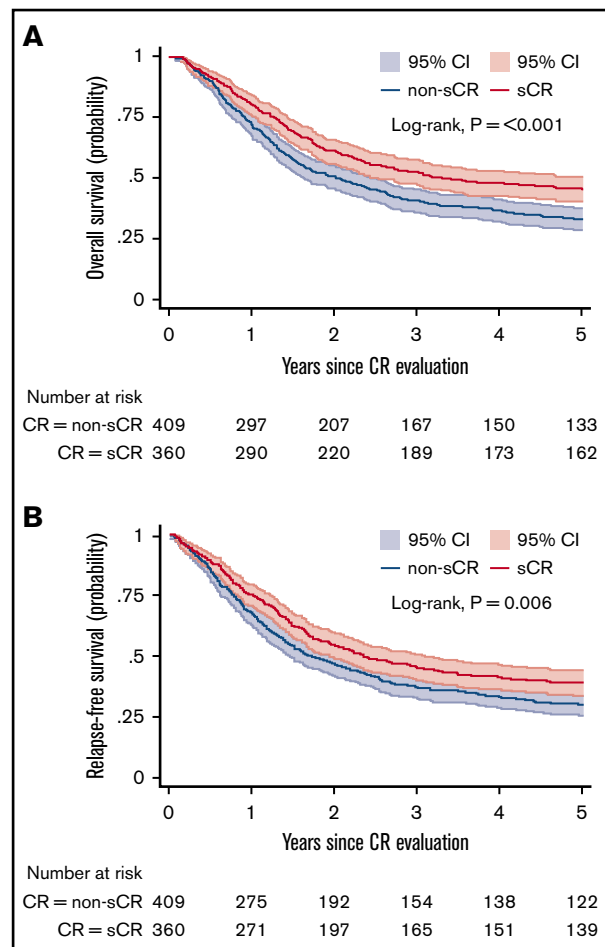 A
1
.75
.5
.25
0
Overall survival (probability)
95% CI 95% CI
non-sCR sCR
Log-rank, P = <0.001
0 1 2 3 4 5
Years since CR evaluation
Number at risk
CR = non-sCR 409 297 207 167 150 133
CR = sCR 360 290 220 189 173 162
B
1
.75
.5
.25
0
Relapse-free survival (probability)
95% CI 95% CI
non-sCR sCR
Log-rank, P = 0.006
0 1 2 3 4 5
Years since CR evaluation
Number at risk
CR = non-sCR 409 275 192 154 138 122
CR = sCR 360 271 197 165 151 139